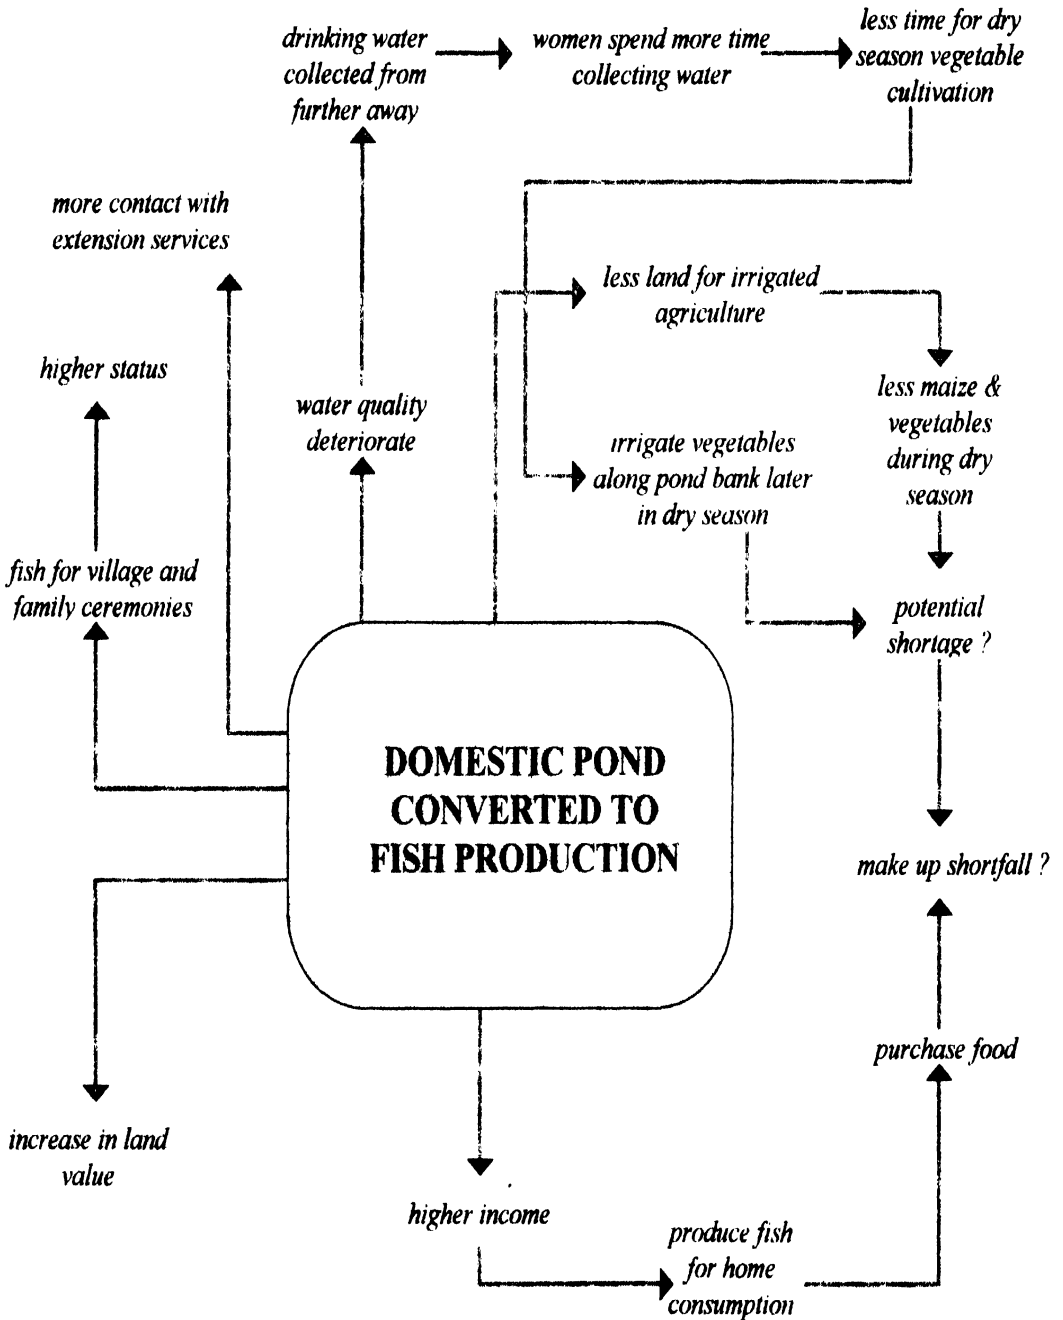 drinking water
collected from
further away
women spend more time
collecting water
less time for dry
season vegetable
cultivation
more contact with
extension services
less land for irrigated
agriculture
higher status
water quality
deteriorate
less maize &
vegetables
during dry
season
irrigate vegetables
along pond bank later
in dry season
fish for village and
family ceremonies
potential
shortage ?
DOMESTIC POND
CONVERTED TO
FISH PRODUCTION
make up shortfall ?
purchase food
increase in land
value
higher income
produce fish
for home
consumption